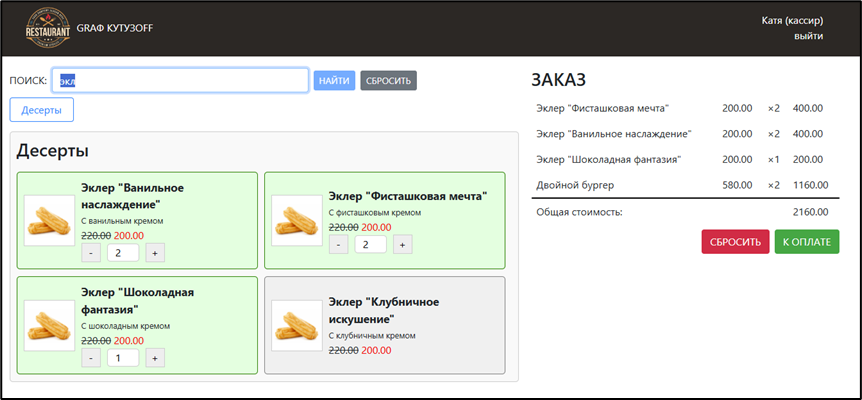 RESTAURANT
GRAФ КУТУЗOFF
Катя (кассир)
выйти
ПОИСК: экл НАЙТИ СБРОСИТЬ
Десерты
Десерты
Эклер "Ванильное
наслаждение"
С ванильным кремом
220.00 200.00
- 2 +
Эклер "Фисташковая мечта"
С фисташковым кремом
220.00 200.00
- 2 +
Эклер "Шоколадная
фантазия"
С шоколадным кремом
220.00 200.00
- 1 +
Эклер "Клубничное
искушение"
С клубничным кремом
220.00 200.00
ЗАКАЗ
Эклер "Фисташковая мечта" 200.00 ×2 400.00
Эклер "Ванильное наслаждение" 200.00 ×2 400.00
Эклер "Шоколадная фантазия" 200.00 ×1 200.00
Двойной бургер 580.00 ×2 1160.00
Общая стоимость: 2160.00
СБРОСИТЬ К ОПЛАТЕ